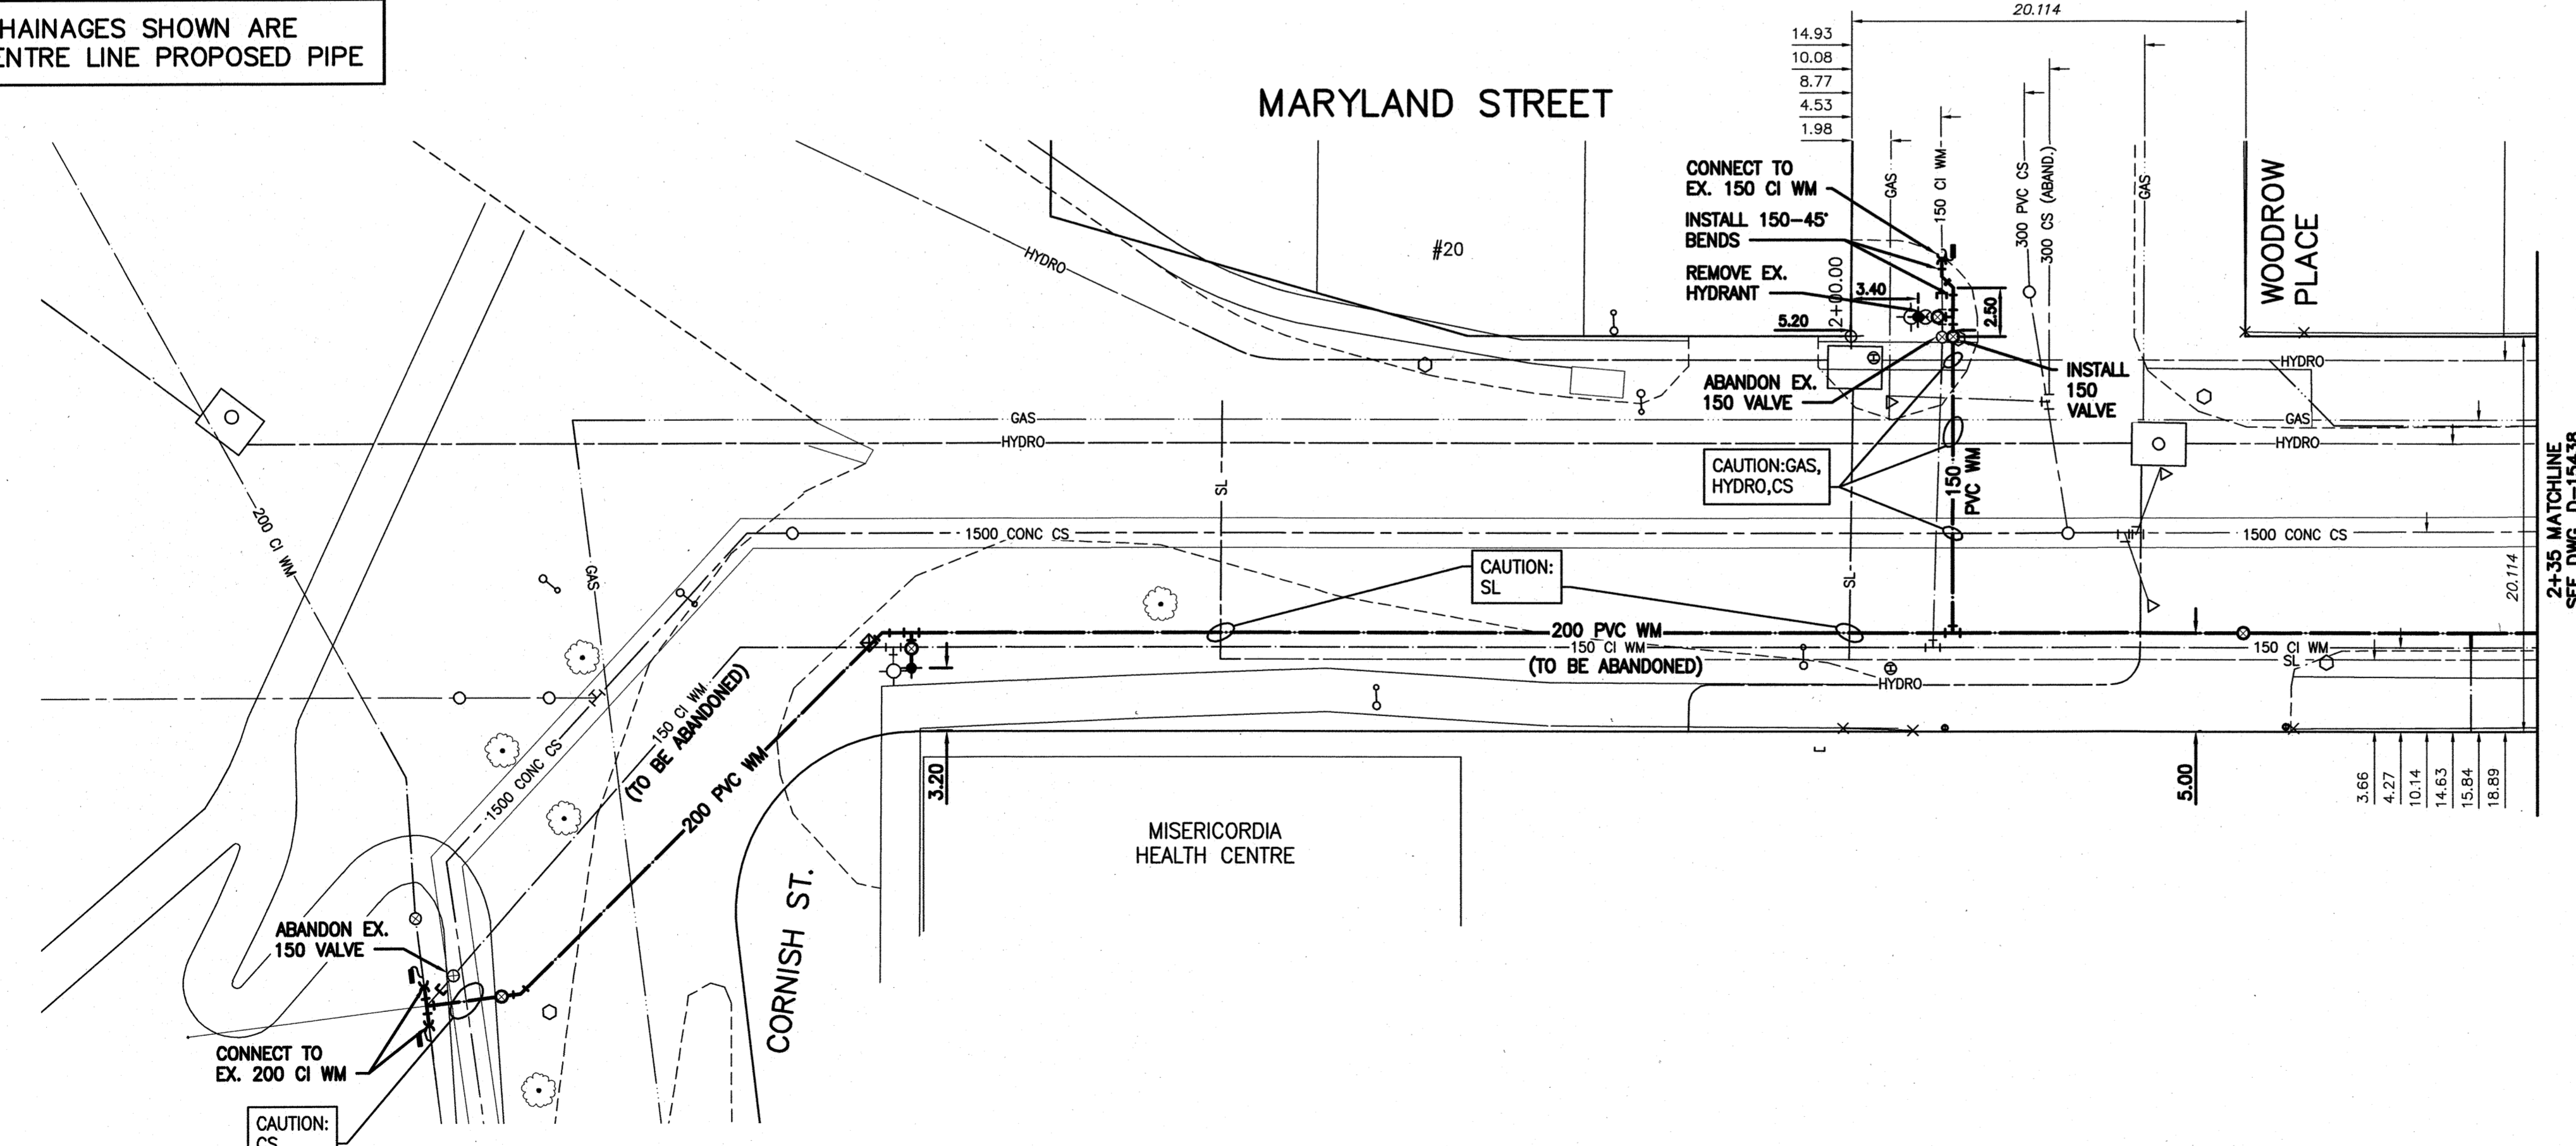 HAINAGES SHOWN ARE
ENTRE LINE PROPOSED PIPE
MARYLAND STREET
20.114
14.93
10.08
8.77
4.53
1.98
CONNECT TO
EX. 150 CI WM
INSTALL 150-45°
BENDS
REMOVE EX.
HYDRANT
3.40
5.20
2+00.00
2.50
GAS
150 CI WM
300 PVC CS
300 CS (ABAND.)
GAS
WOODROW
PLACE
#20
HYDRO
HYDRO
ABANDON EX.
150 VALVE
INSTALL
150
VALVE
GAS
HYDRO
GAS
HYDRO
CAUTION:GAS,
HYDRO,CS
150
PVC WM
SL
200 CI WM
GAS
1500 CONC CS
1500 CONC CS
2+35 MATCHLINE
SEE DWG. D-15438
20.114
CAUTION:
SL
SL
200 PVC WM
150 CI WM
(TO BE ABANDONED)
150 CI WM
SL
HYDRO
150 CI WM
(TO BE ABANDONED)
200 PVC WM
1500 CONC CS
3.20
5.00
3.66
4.27
10.14
14.63
15.84
18.89
MISERICORDIA
HEALTH CENTRE
CORNISH ST.
ABANDON EX.
150 VALVE
CONNECT TO
EX. 200 CI WM
CAUTION:
CS